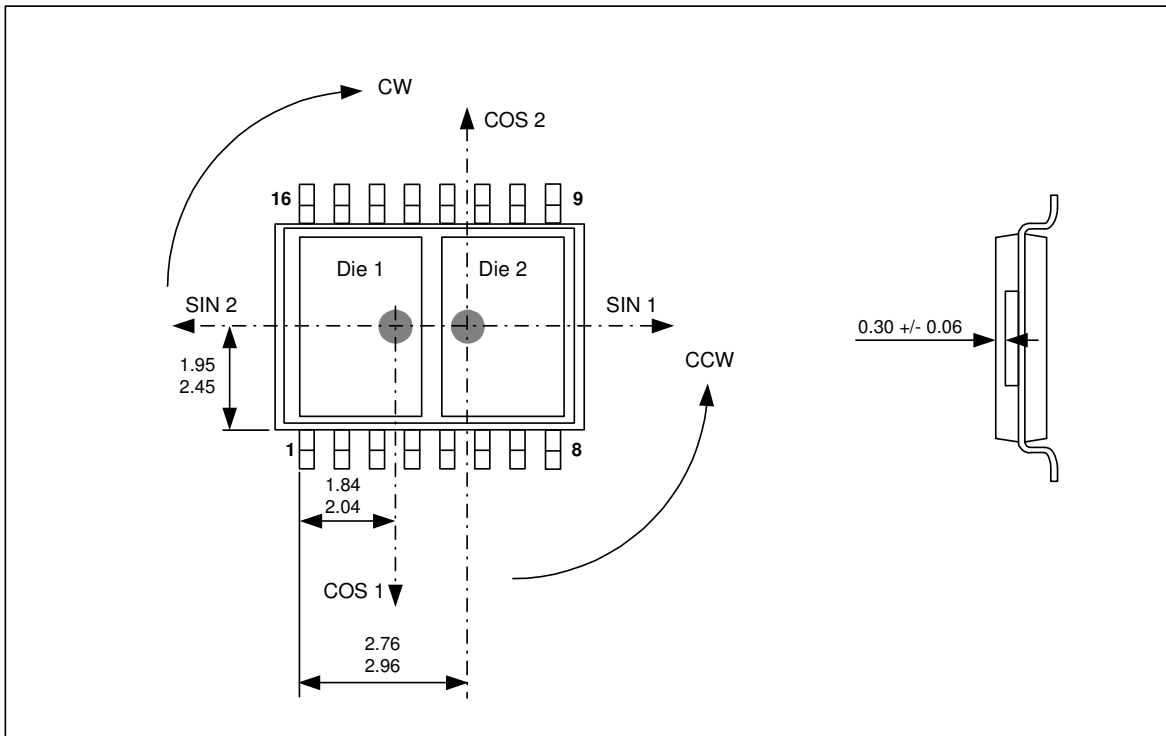 CW
COS 2
16
9
Die 1
Die 2
SIN 2
SIN 1
1.95
2.45
0.30 +/- 0.06
CCW
1
8
1.84
2.04
COS 1
2.76
2.96